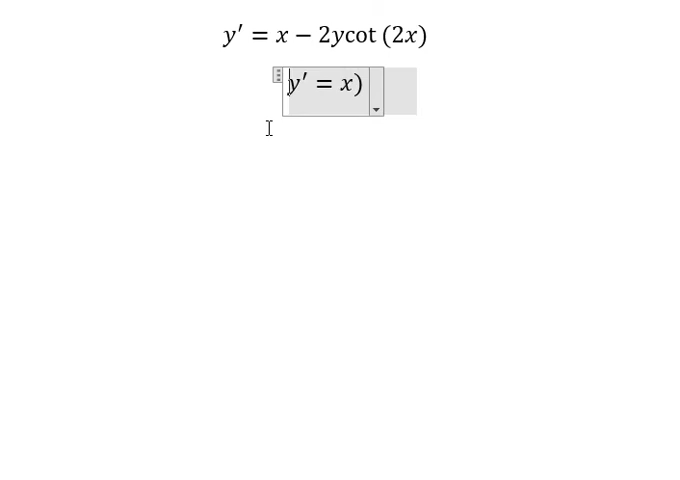 y′ = x − 2ycot (2x)
y′ = x)